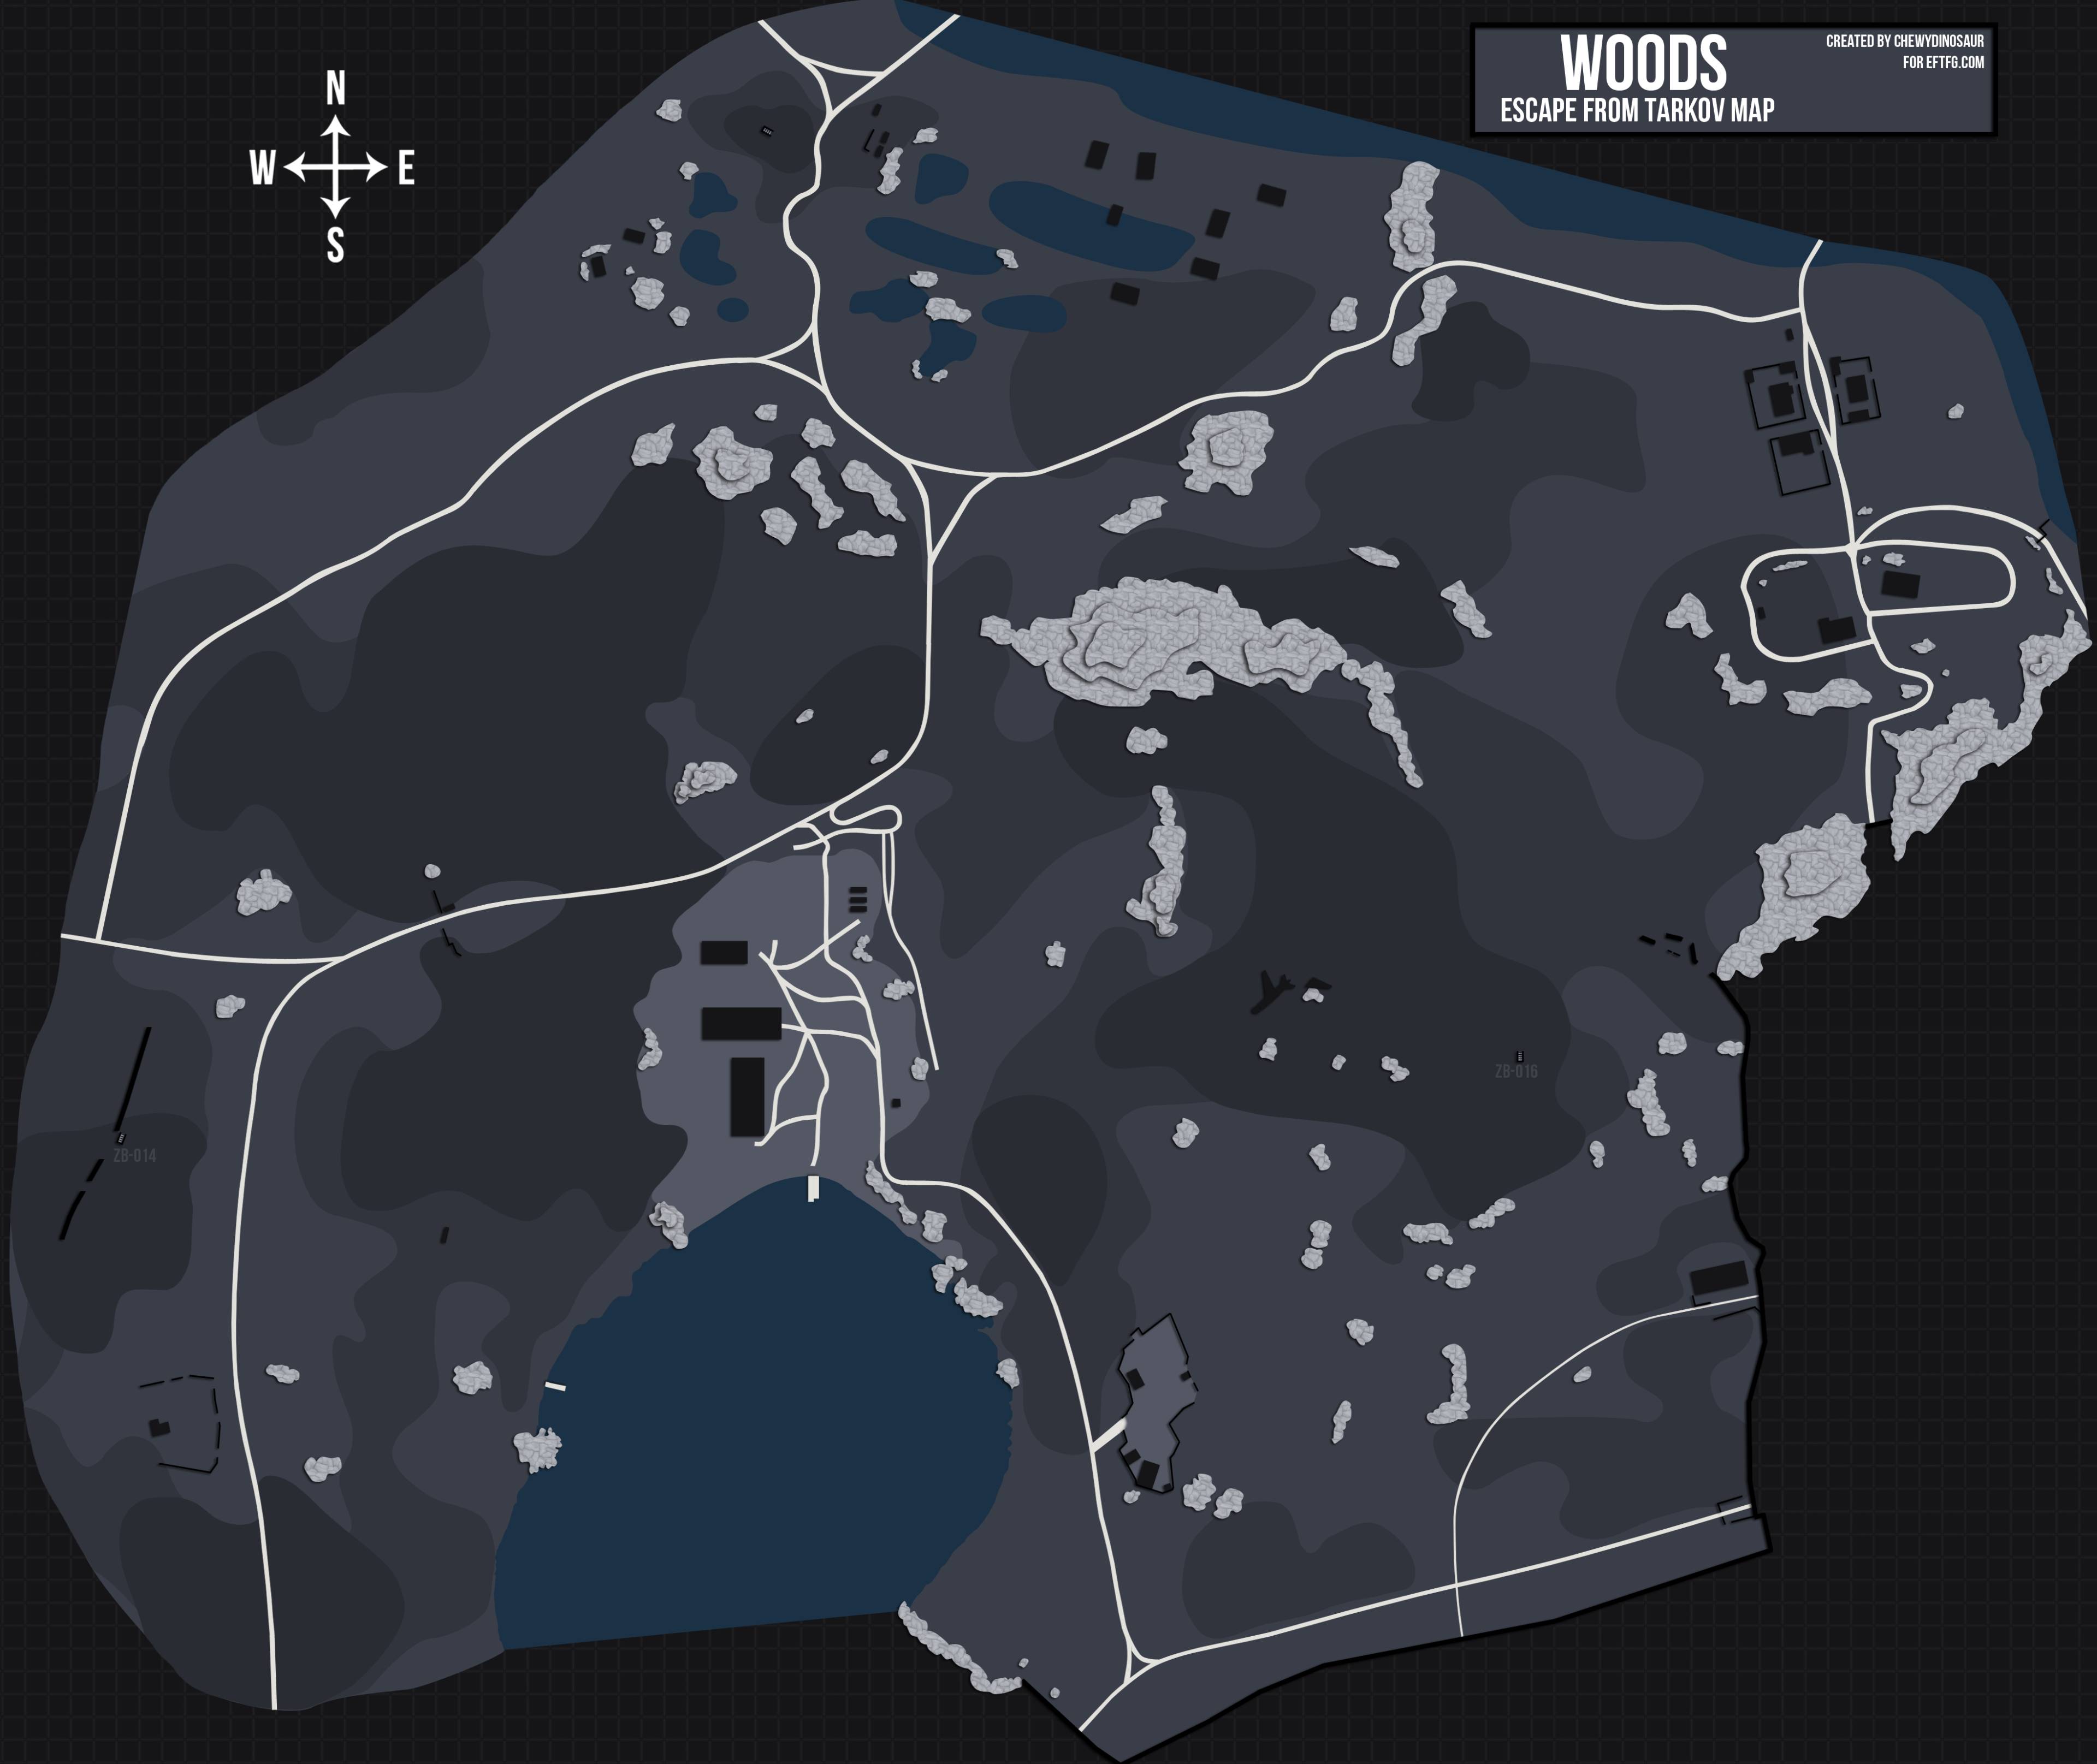 WOODS
ESCAPE FROM TARKOV MAP
CREATED BY CHEWYDINOSAUR
FOR EFTFG.COM
N
W E
S
ZB-016
ZB-014